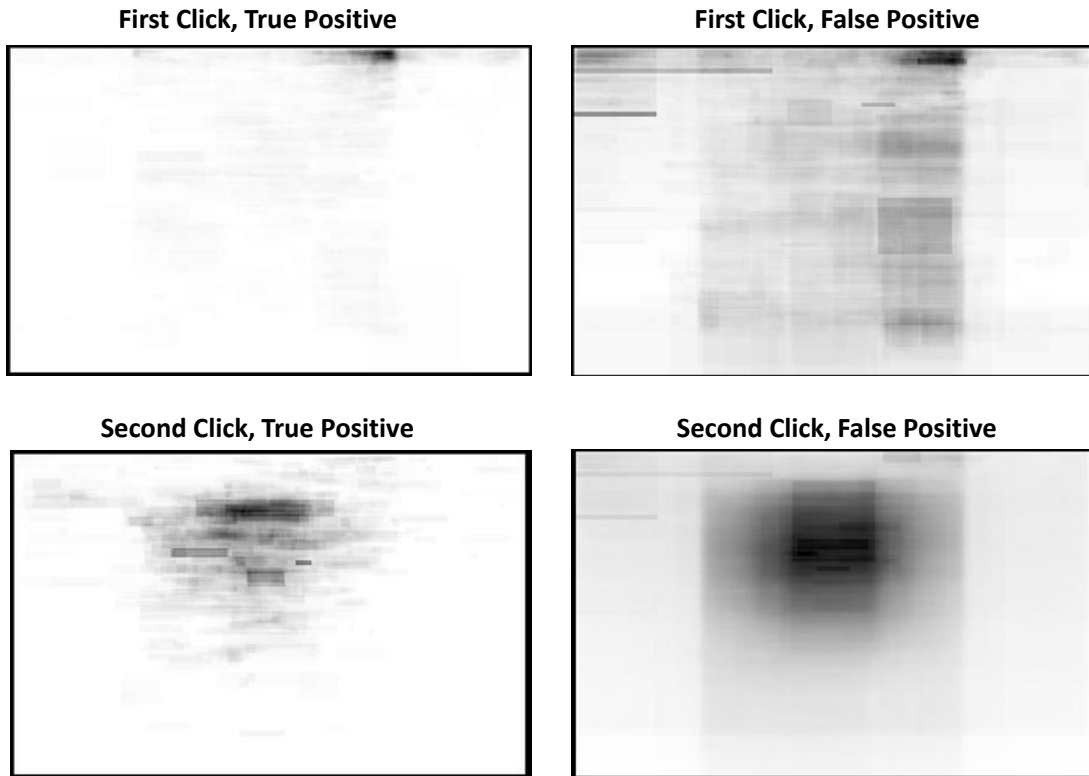 First Click, True Positive
First Click, False Positive
Second Click, True Positive
Second Click, False Positive